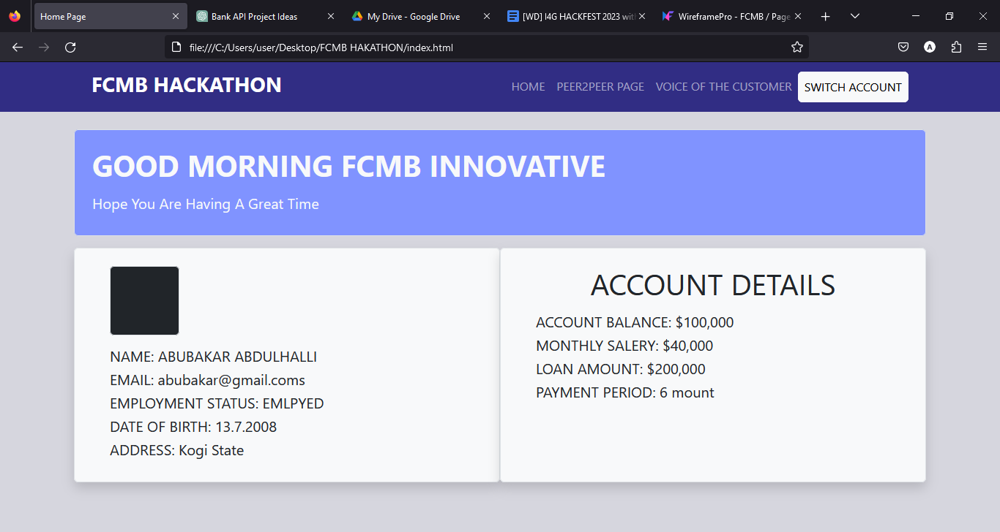 Home Page
Bank API Project Ideas
My Drive - Google Drive
[WD] I4G HACKFEST 2023 with
WireframePro - FCMB / Page
file:///C:/Users/user/Desktop/FCMB HAKATHON/index.html
A
FCMB HACKATHON
HOME PEER2PEER PAGE VOICE OF THE CUSTOMER SWITCH ACCOUNT
GOOD MORNING FCMB INNOVATIVE
Hope You Are Having A Great Time
NAME: ABUBAKAR ABDULHALLI
EMAIL: abubakar@gmail.coms
EMPLOYMENT STATUS: EMLPYED
DATE OF BIRTH: 13.7.2008
ADDRESS: Kogi State
ACCOUNT DETAILS
ACCOUNT BALANCE: $100,000
MONTHLY SALERY: $40,000
LOAN AMOUNT: $200,000
PAYMENT PERIOD: 6 mount